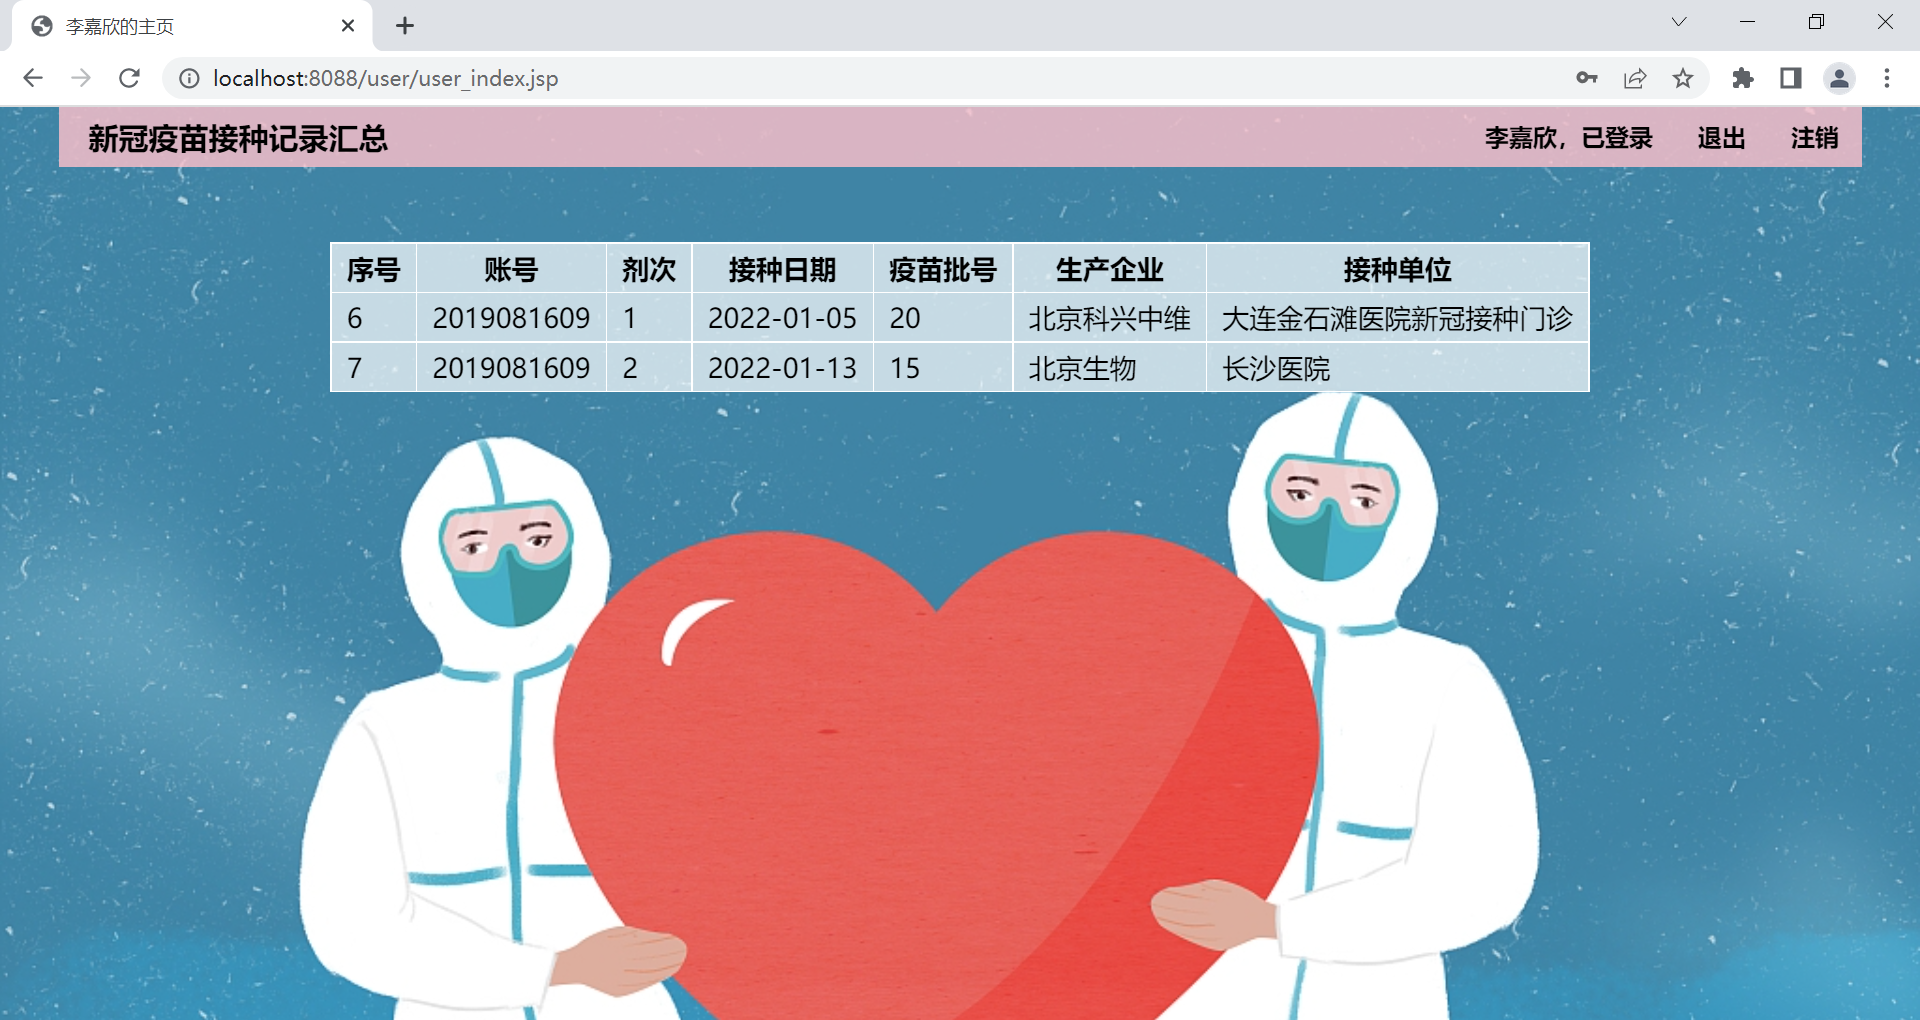 李嘉欣的主页
localhost:8088/user/user_index.jsp
新冠疫苗接种记录汇总 李嘉欣，已登录 退出 注销
序号 账号 剂次 接种日期 疫苗批号 生产企业 接种单位
6 2019081609 1 2022-01-05 20 北京科兴中维 大连金石滩医院新冠接种门诊
7 2019081609 2 2022-01-13 15 北京生物 长沙医院